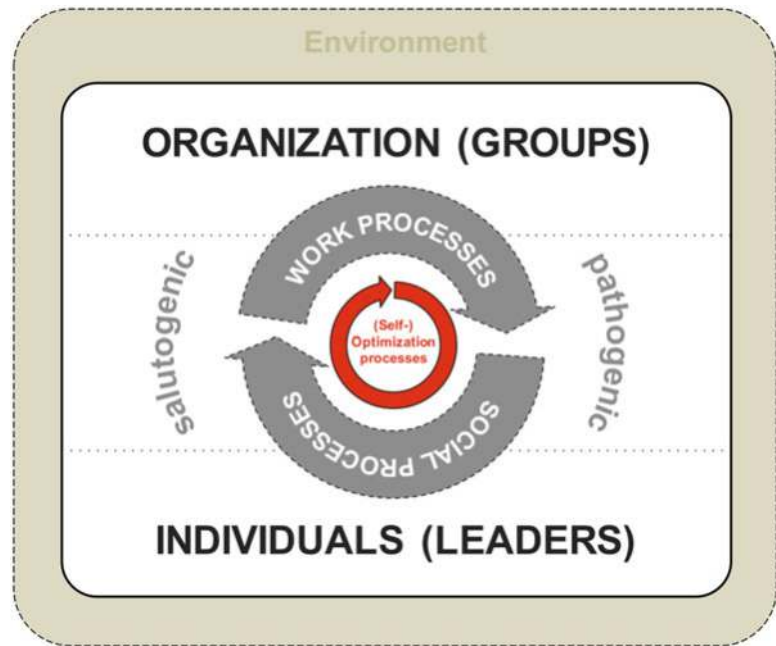 Environment
ORGANIZATION (GROUPS)
WORK PROCESSES
salutogenic
pathogenic
(Self-)
Optimization
processes
SOCIAL PROCESSES
INDIVIDUALS (LEADERS)